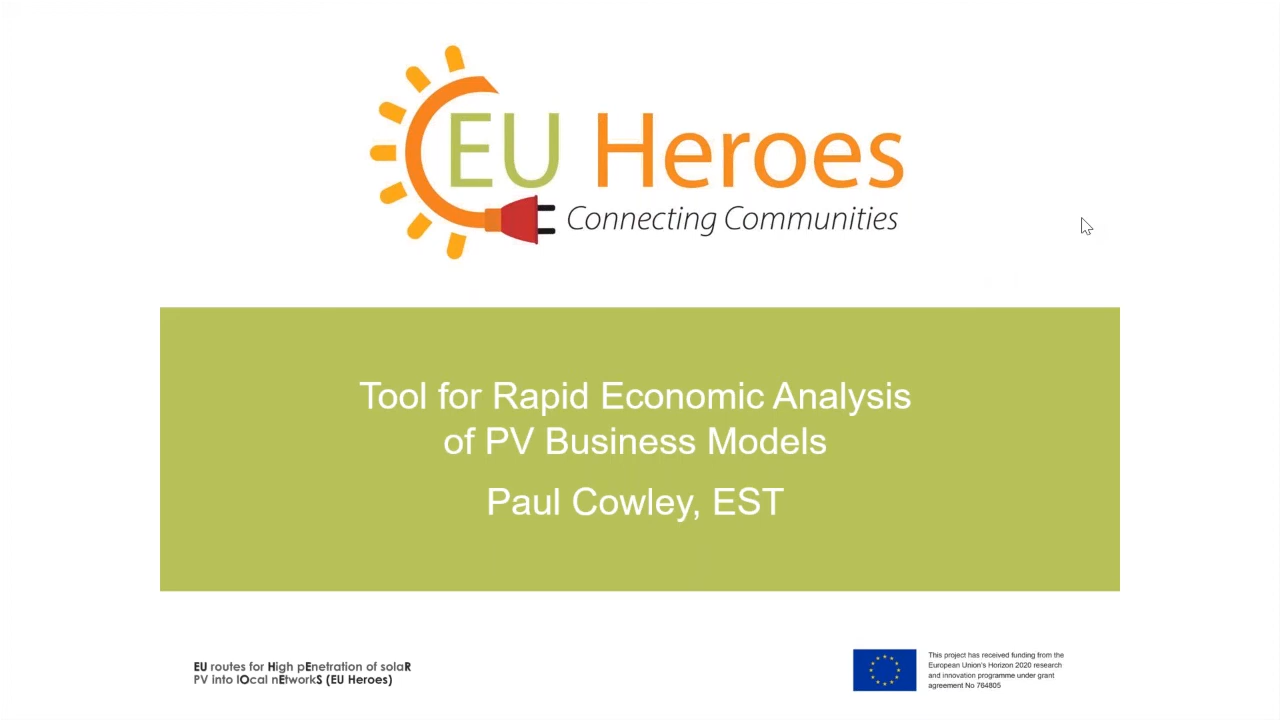 EU Heroes
Connecting Communities
Tool for Rapid Economic Analysis
of PV Business Models
Paul Cowley, EST
EU routes for High pEnetration of solaR
PV into lOcal nEtworkS (EU Heroes)
This project has received funding from the
European Union's Horizon 2020 research
and innovation programme under grant
agreement No 764805